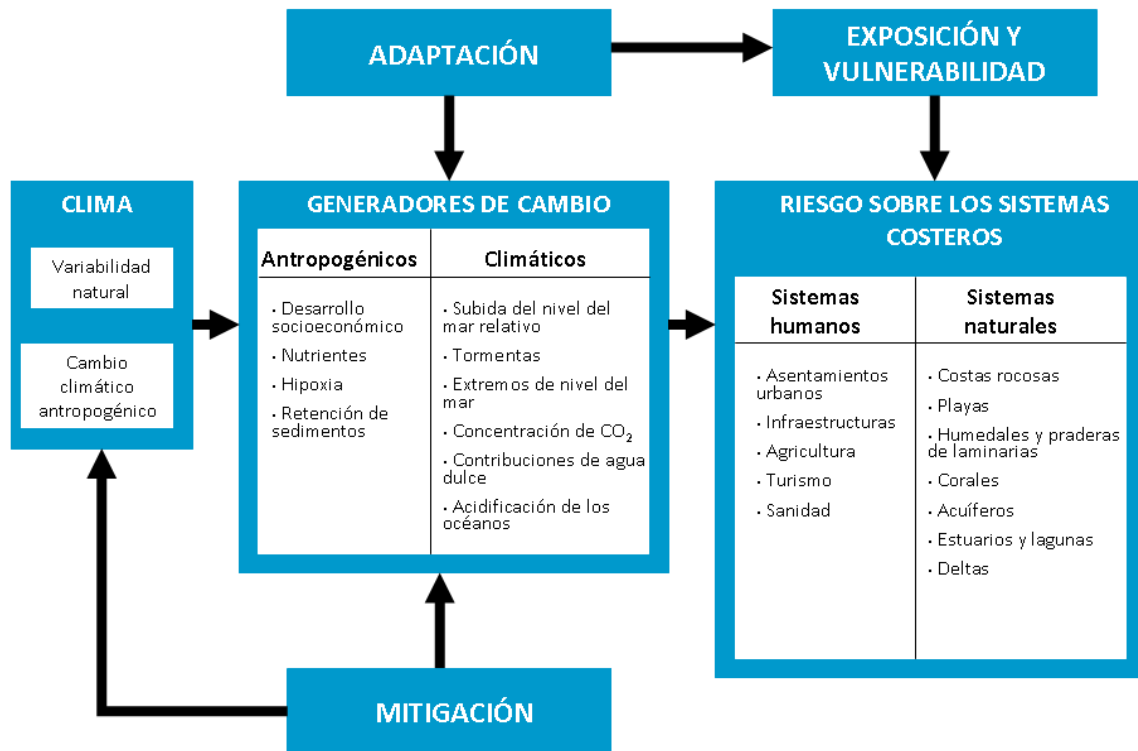 ADAPTACIÓN
EXPOSICIÓN Y
VULNERABILIDAD
CLIMA
Variabilidad
natural
Cambio
climático
antropogénico
GENERADORES DE CAMBIO
Antropogénicos
· Desarrollo
socioeconómico
· Nutrientes
· Hipoxia
· Retención de
sedimentos
Climáticos
· Subida del nivel del
mar relativo
· Tormentas
· Extremos de nivel del
mar
· Concentración de CO₂
· Contribuciones de agua
dulce
· Acidificación de los
océanos
RIESGO SOBRE LOS SISTEMAS
COSTEROS
Sistemas
humanos
· Asentamientos
urbanos
· Infraestructuras
· Agricultura
· Turismo
· Sanidad
Sistemas
naturales
· Costas rocosas
· Playas
· Humedales y praderas
de laminarias
· Corales
· Acuíferos
· Estuarios y lagunas
· Deltas
MITIGACIÓN